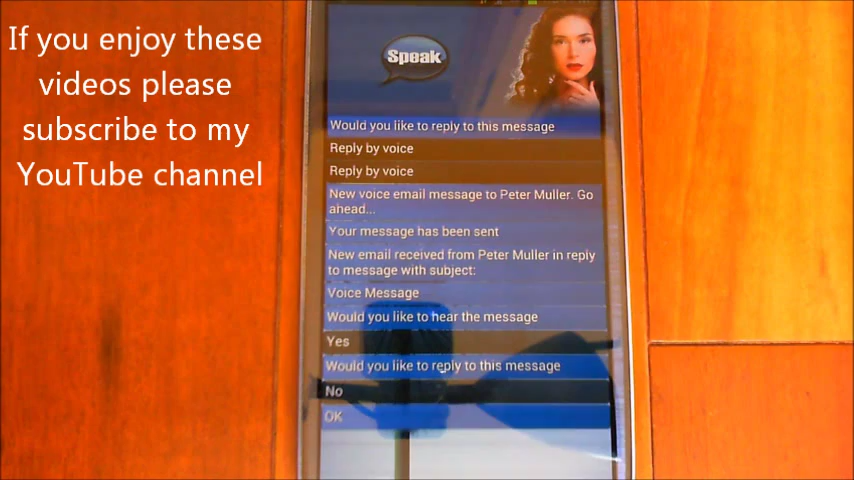 If you enjoy these
videos please
subscribe to my
YouTube channel
Speak
Would you like to reply to this message
Reply by voice
Reply by voice
New voice email message to Peter Muller. Go
ahead...
Your message has been sent
New email received from Peter Muller in reply
to message with subject:
Voice Message
Would you like to hear the message
Yes
Would you like to reply to this message
No
OK